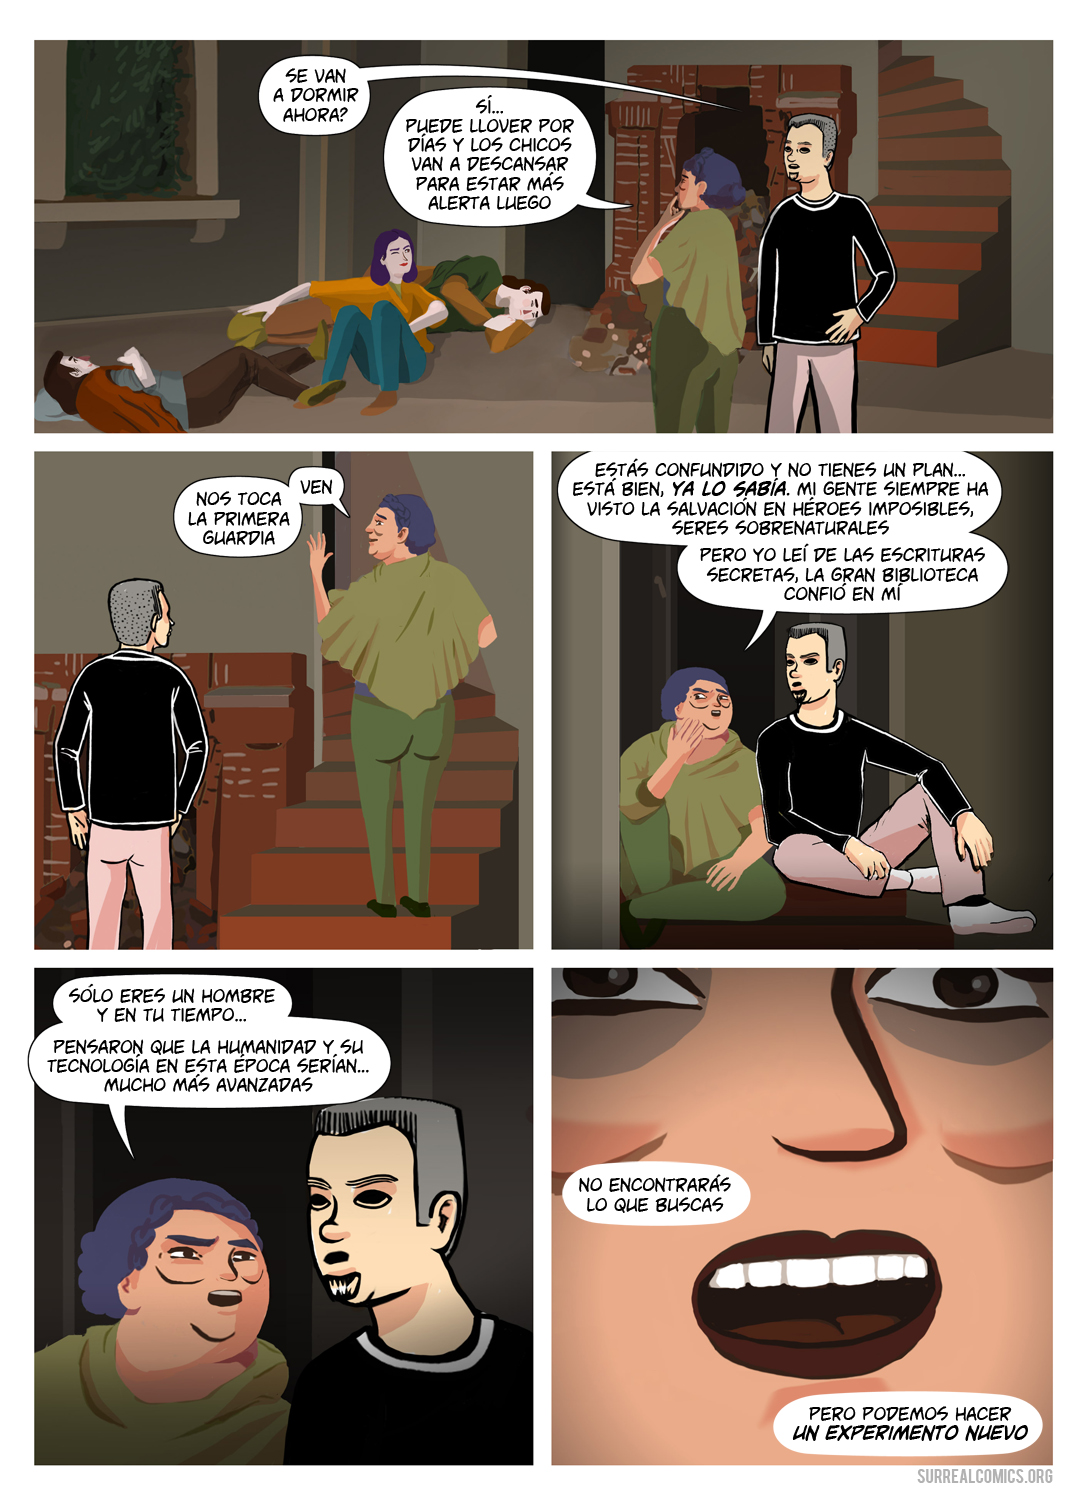 SE VAN
A DORMIR
AHORA?
SÍ...
PUEDE LLOVER POR
DÍAS Y LOS CHICOS
VAN A DESCANSAR
PARA ESTAR MÁS
ALERTA LUEGO
VEN
NOS TOCA
LA PRIMERA
GUARDIA
ESTÁS CONFUNDIDO Y NO TIENES UN PLAN...
ESTÁ BIEN, YA LO SABÍA. MI GENTE SIEMPRE HA
VISTO LA SALVACIÓN EN HÉROES IMPOSIBLES,
SERES SOBRENATURALES
PERO YO LEÍ DE LAS ESCRITURAS
SECRETAS, LA GRAN BIBLIOTECA
CONFIÓ EN MÍ
SÓLO ERES UN HOMBRE
Y EN TU TIEMPO...
PENSARON QUE LA HUMANIDAD Y SU
TECNOLOGÍA EN ESTA ÉPOCA SERÍAN...
MUCHO MÁS AVANZADAS
NO ENCONTRARÁS
LO QUE BUSCAS
PERO PODEMOS HACER
UN EXPERIMENTO NUEVO
SURREALCOMICS.ORG